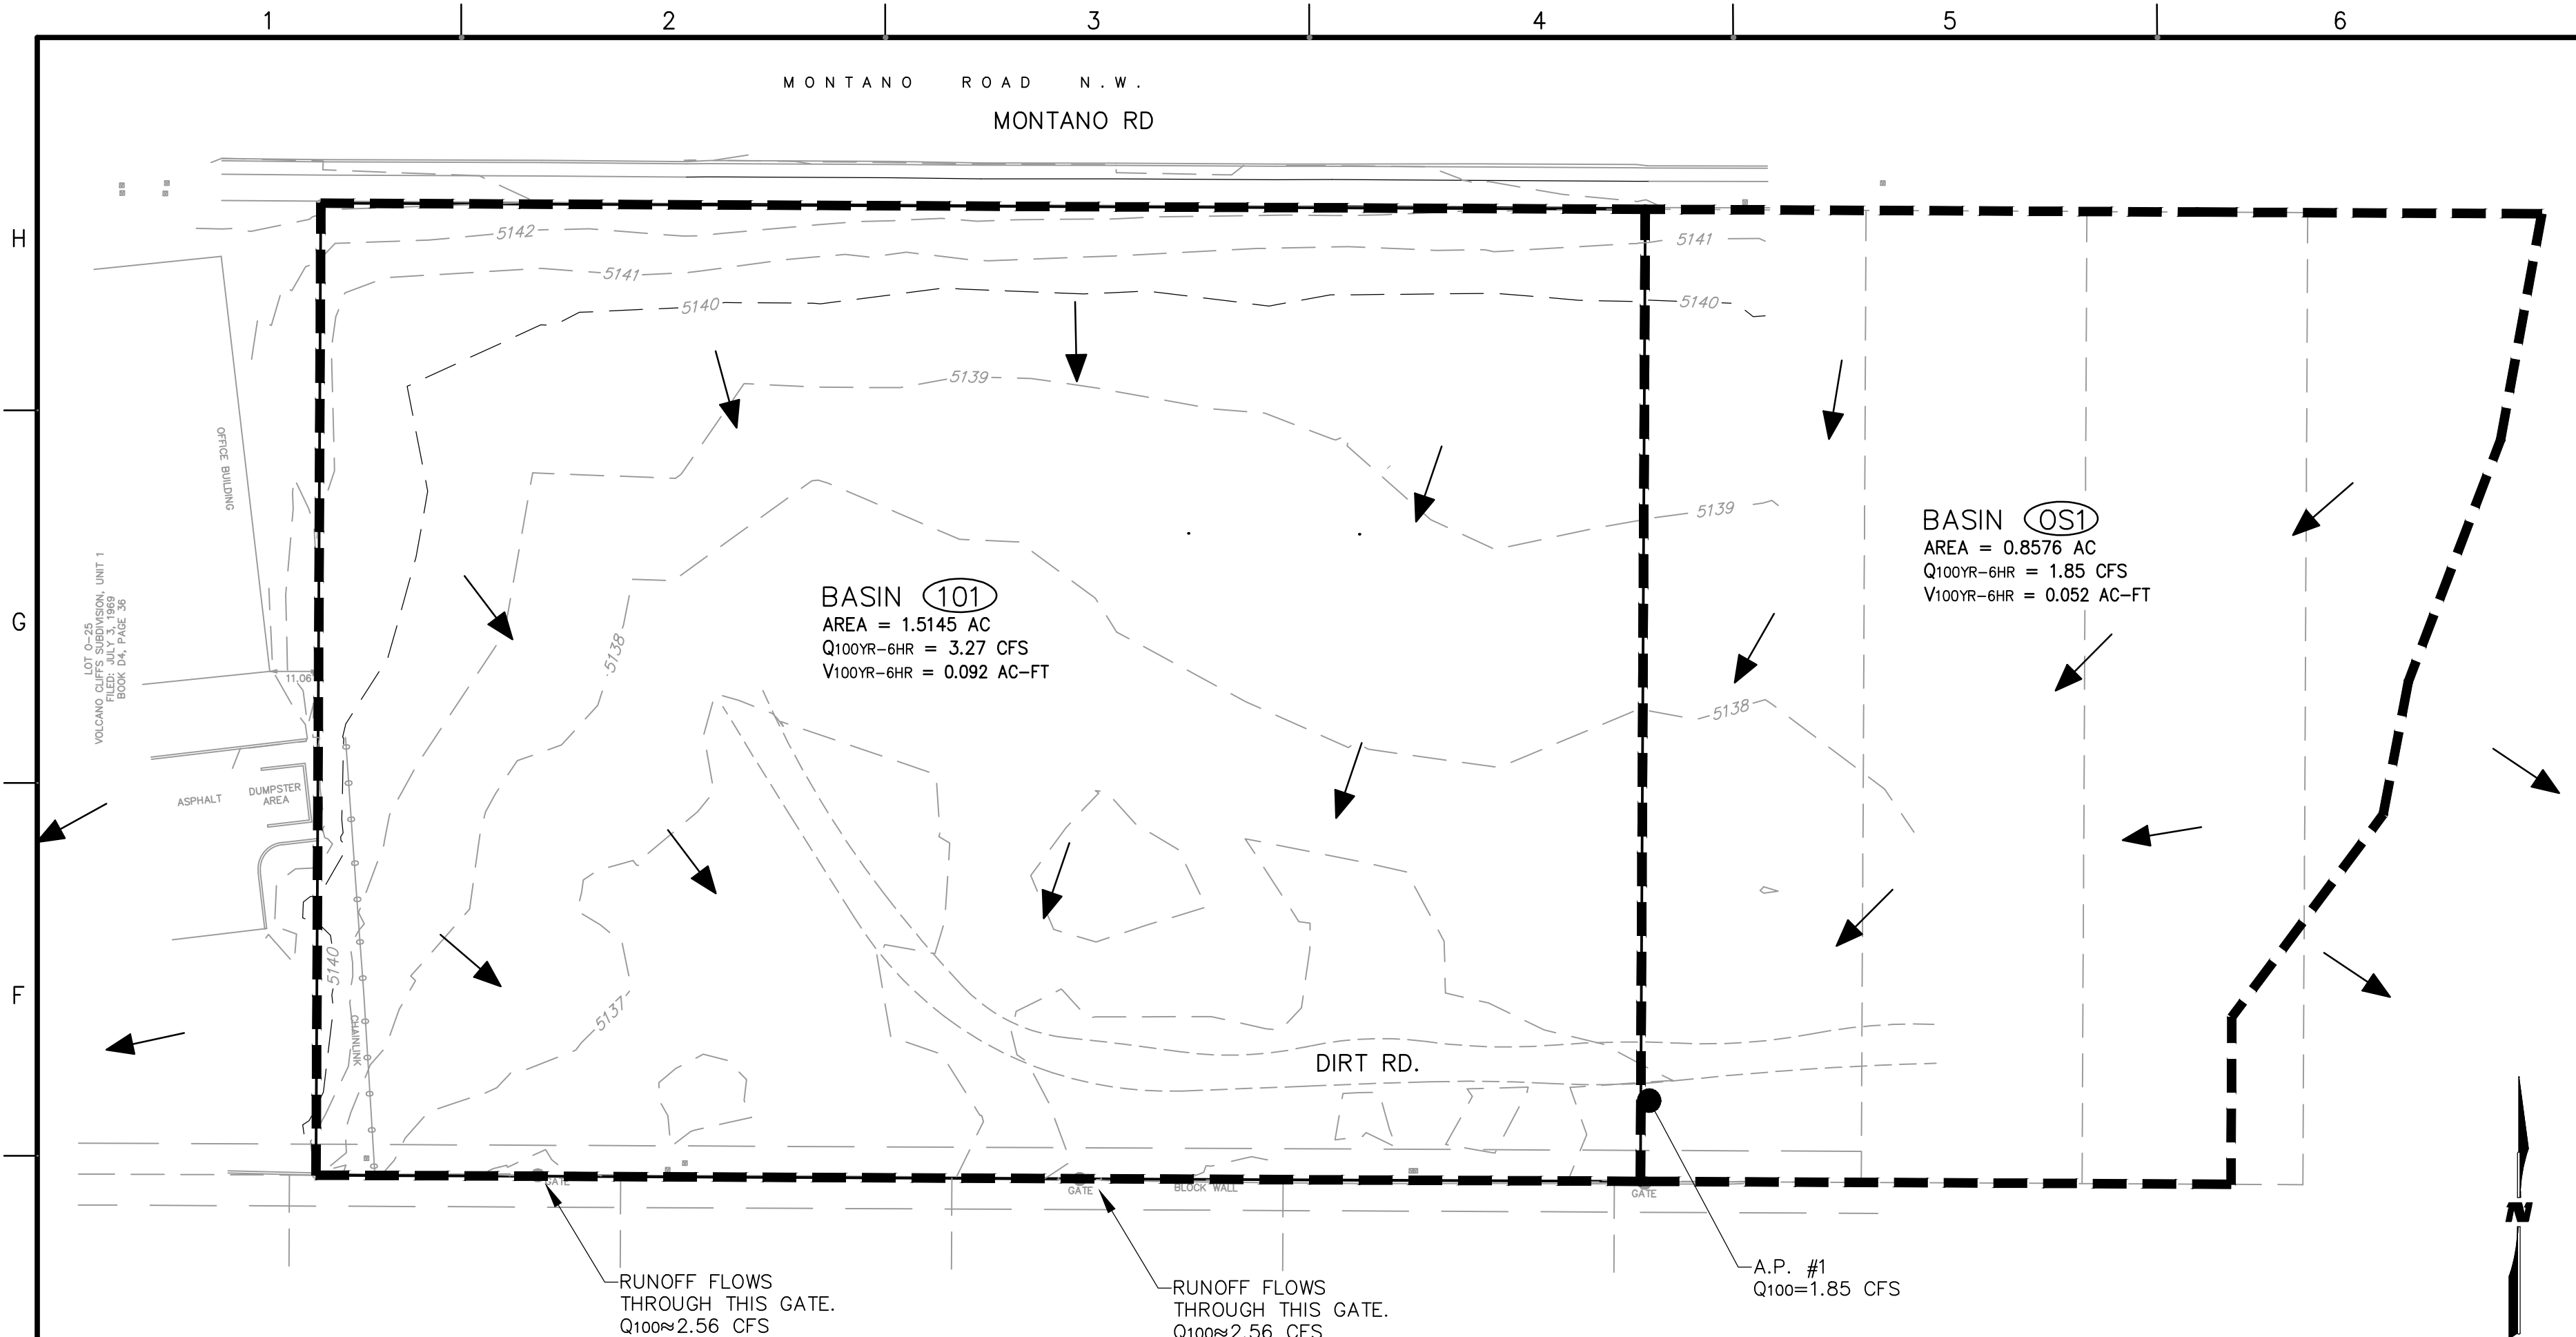 1 2 3 4 5 6
MONTANO ROAD N.W.
MONTANO RD
H
5142
5141
5141
5140
5140
5139
OFFICE BUILDING
5139
BASIN OS1
AREA = 0.8576 AC
Q100YR-6HR = 1.85 CFS
V100YR-6HR = 0.052 AC-FT
G
BASIN 101
AREA = 1.5145 AC
Q100YR-6HR = 3.27 CFS
V100YR-6HR = 0.092 AC-FT
LOT O-25
VOLCANO CLIFFS SUBDIVISION, UNIT 1
FILED: JULY 3, 1969
BOOK D4, PAGE 36
5138
11.06
5138
ASPHALT
DUMPSTER
AREA
5140
F
5137
CHAINLINK
DIRT RD.
GATE
GATE
BLOCK WALL
GATE
N
A.P. #1
Q100=1.85 CFS
RUNOFF FLOWS
THROUGH THIS GATE.
Q100≈2.56 CFS
RUNOFF FLOWS
THROUGH THIS GATE.
Q100≈2.56 CFS